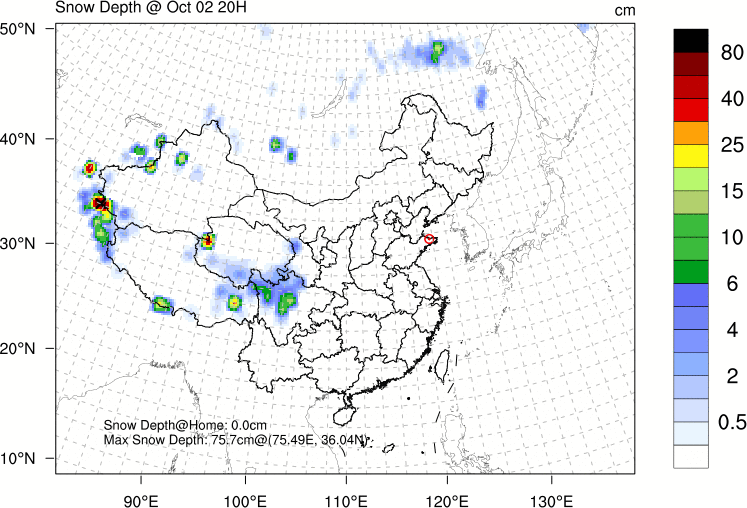 Snow Depth @ Oct 02 20H
cm
50°N
40°N
30°N
20°N
10°N
80
40
25
15
10
6
4
2
0.5
Snow Depth@Home: 0.0cm
Max Snow Depth: 75.7cm@(75.49E, 36.04N)
90°E
100°E
110°E
120°E
130°E